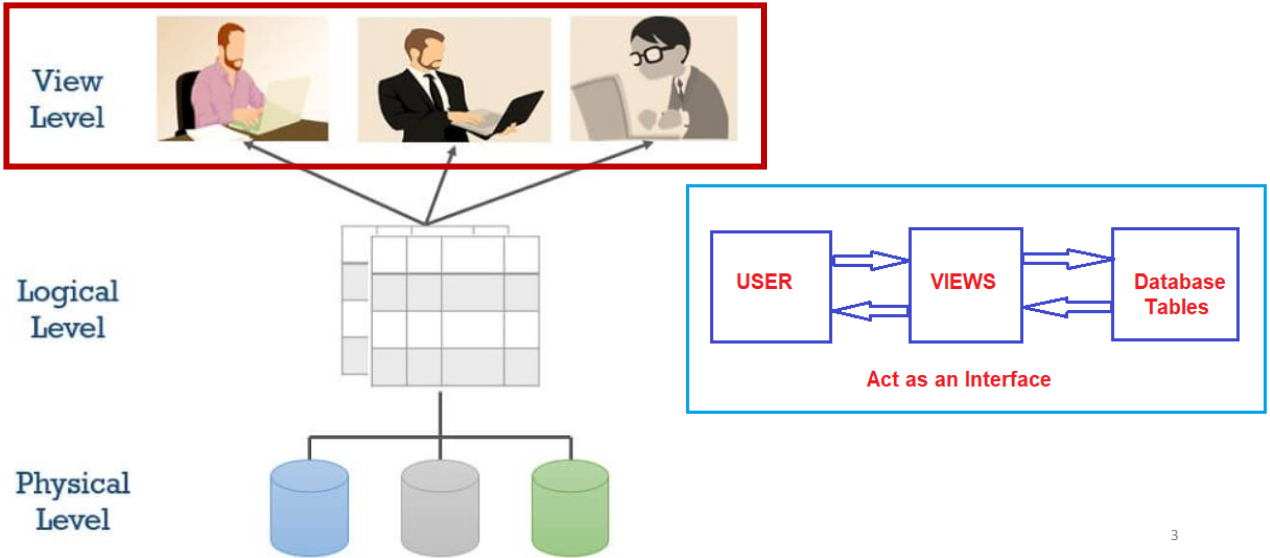 View
Level
Logical
Level
Physical
Level
USER
VIEWS
Database
Tables
Act as an Interface
3